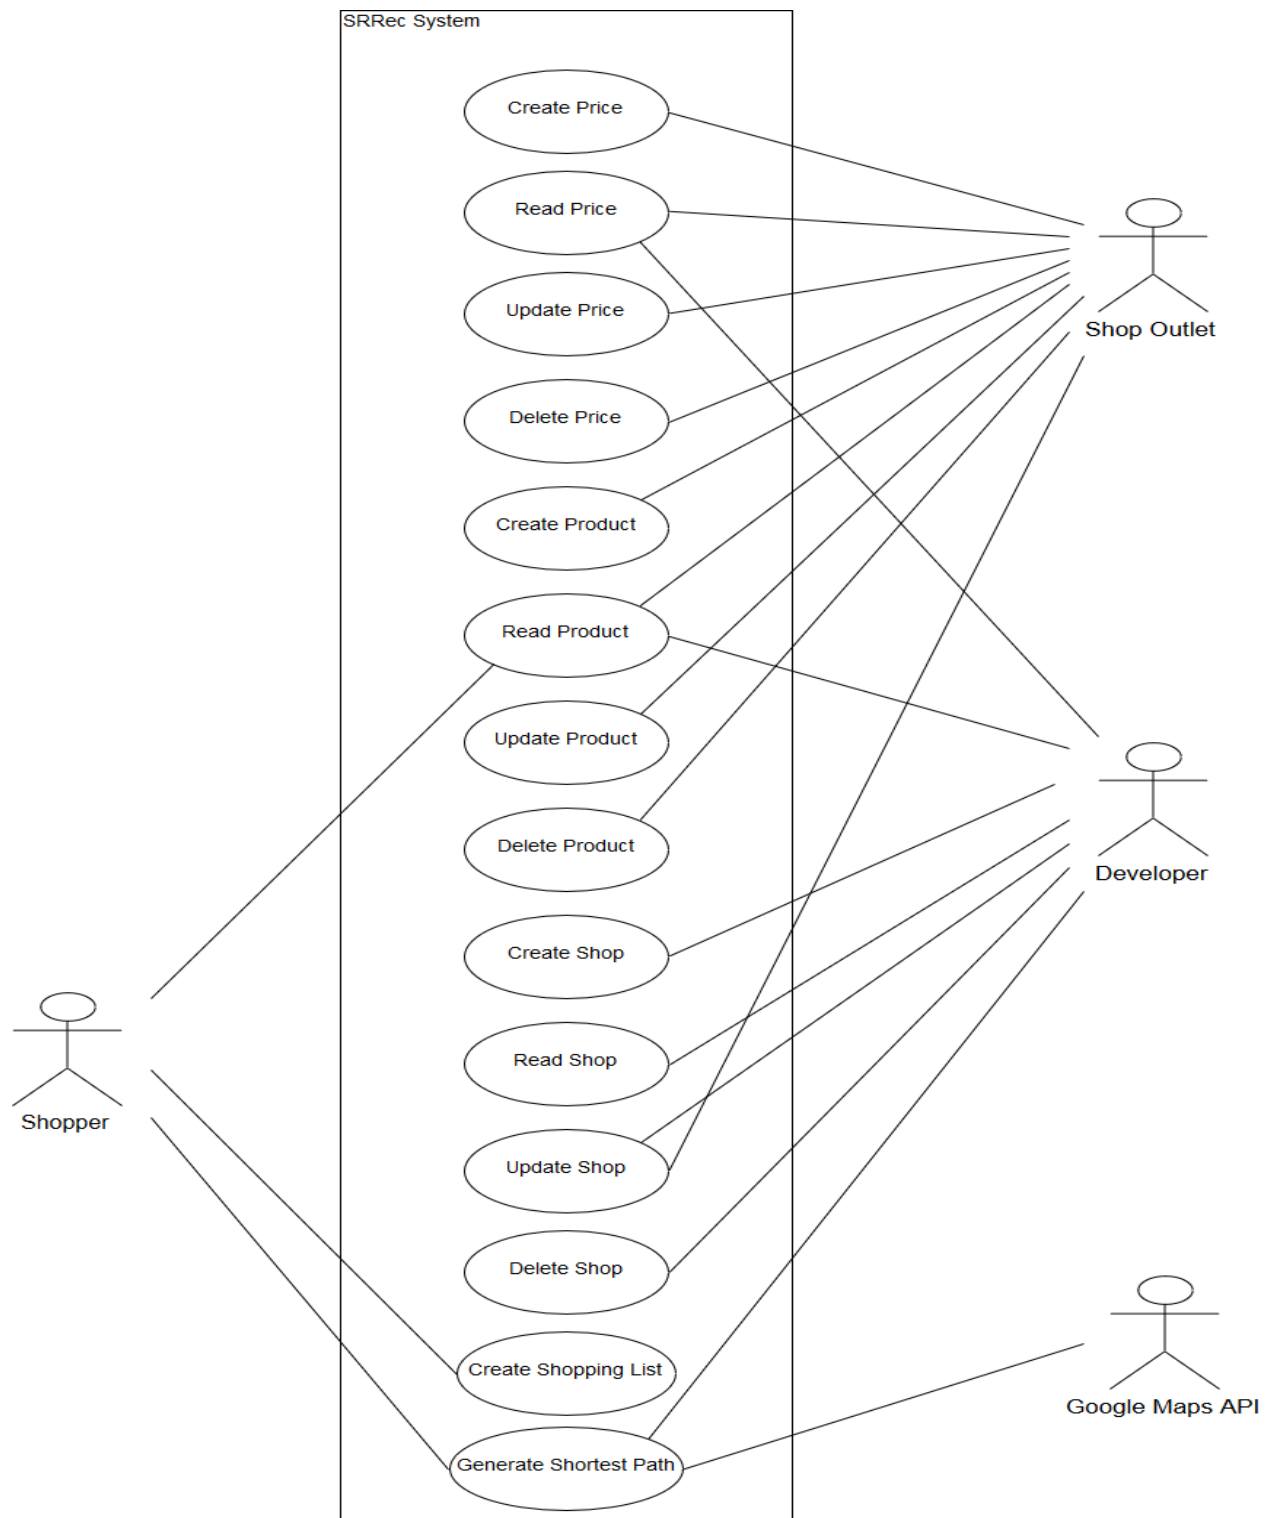 SRRec System
Create Price
Read Price
Update Price
Shop Outlet
Delete Price
Create Product
Read Product
Update Product
Delete Product
Developer
Create Shop
Read Shop
Shopper
Update Shop
Delete Shop
Create Shopping List
Google Maps API
Generate Shortest Path